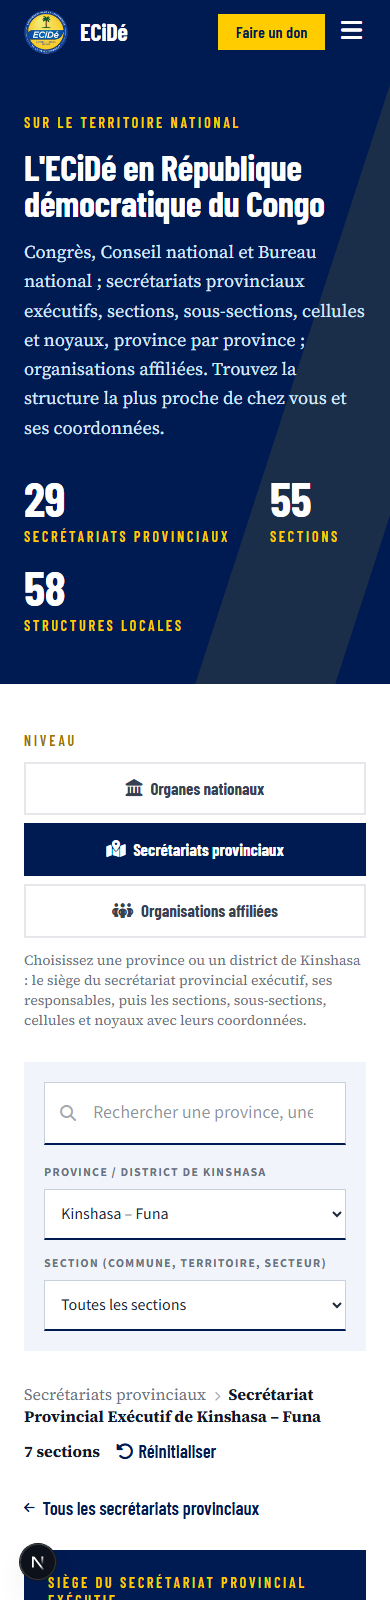 ECiDé
ECiDé
Faire un don
SUR LE TERRITOIRE NATIONAL
L'ECiDé en République
démocratique du Congo
Congrès, Conseil national et Bureau
national ; secrétariats provinciaux
exécutifs, sections, sous-sections, cellules
et noyaux, province par province ;
organisations affiliées. Trouvez la
structure la plus proche de chez vous et
ses coordonnées.
29
SECRÉTARIATS PROVINCIAUX
55
SECTIONS
58
STRUCTURES LOCALES
NIVEAU
Organes nationaux
Secrétariats provinciaux
Organisations affiliées
Choisissez une province ou un district de Kinshasa
: le siège du secrétariat provincial exécutif, ses
responsables, puis les sections, sous-sections,
cellules et noyaux avec leurs coordonnées.
Rechercher une province, une
PROVINCE / DISTRICT DE KINSHASA
Kinshasa – Funa
SECTION (COMMUNE, TERRITOIRE, SECTEUR)
Toutes les sections
Secrétariats provinciaux > Secrétariat
Provincial Exécutif de Kinshasa – Funa
7 sections Réinitialiser
← Tous les secrétariats provinciaux
N
SIÈGE DU SECRÉTARIAT PROVINCIAL
EXÉCUTIF